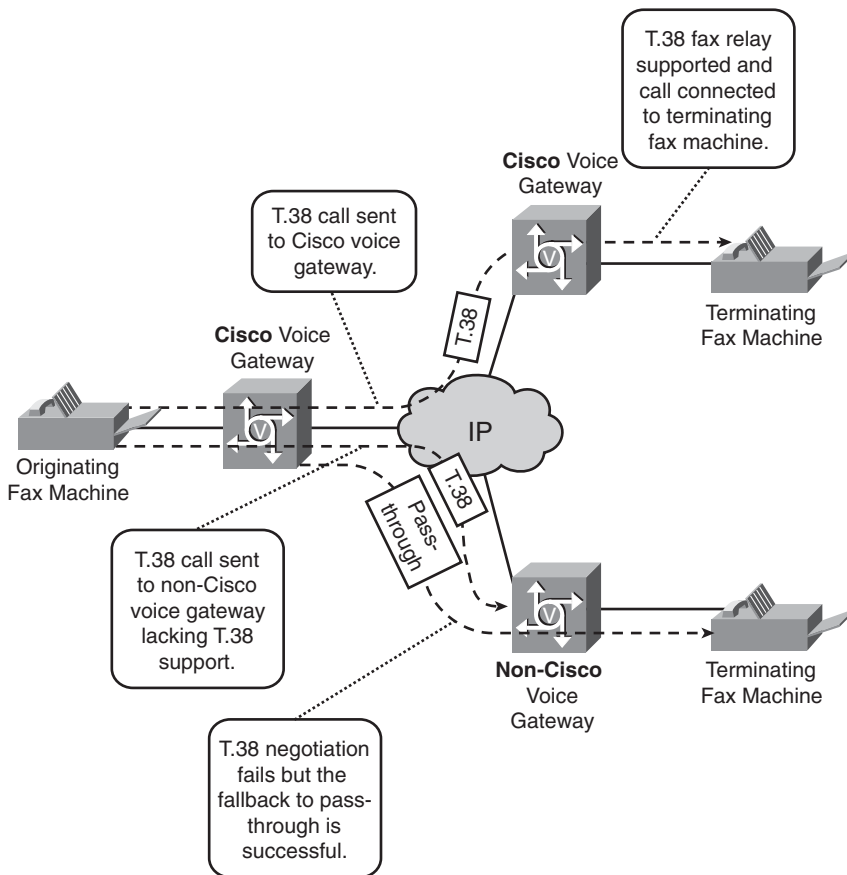 T.38 fax relay
supported and
call connected
to terminating
fax machine.
Cisco Voice
Gateway
V
T.38 call sent
to Cisco voice
gateway.
T.38
Terminating
Fax Machine
Cisco Voice
Gateway
V
IP
Originating
Fax Machine
T.38
Pass-
through
T.38 call sent
to non-Cisco
voice gateway
lacking T.38
support.
V
Non-Cisco
Voice
Gateway
Terminating
Fax Machine
T.38 negotiation
fails but the
fallback to pass-
through is
successful.